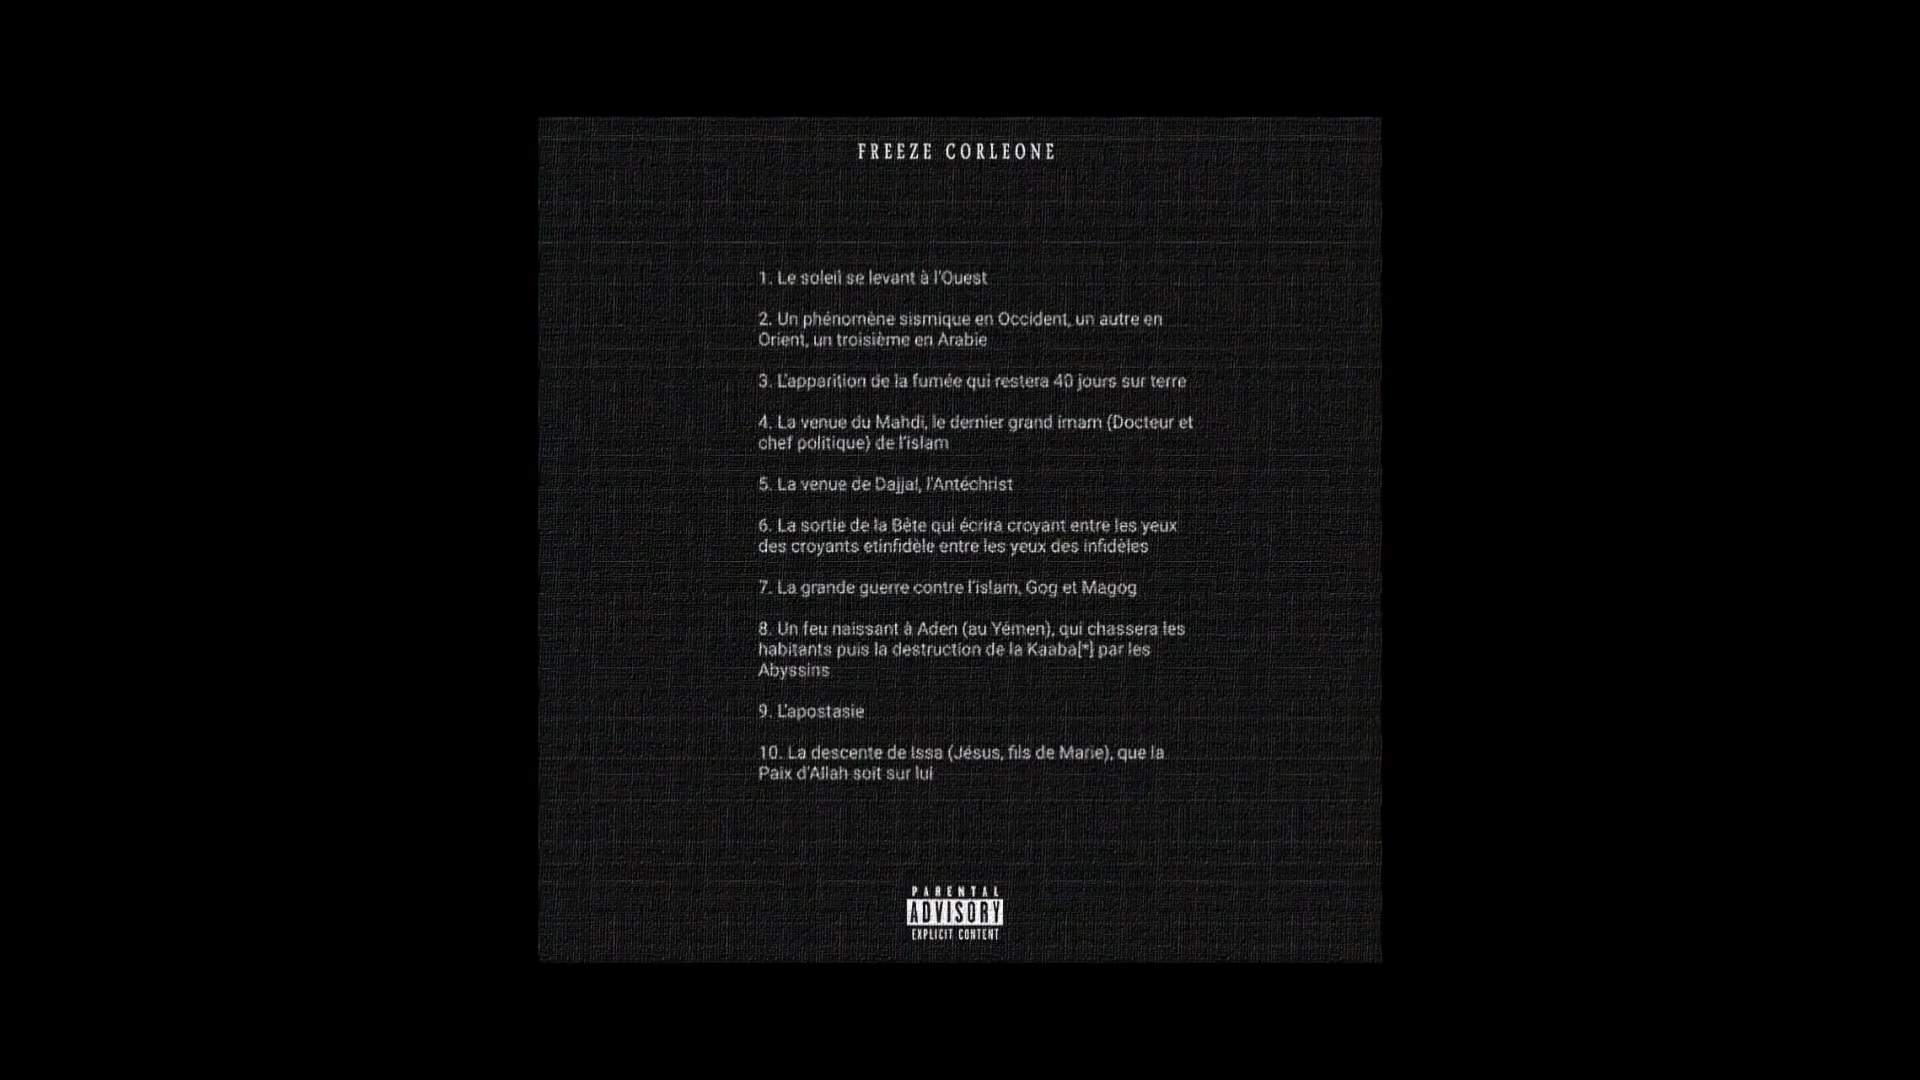 FREEZE CORLEONE
1. Le soleil se levant à l'Ouest
2. Un phénomène sismique en Occident, un autre en
Orient, un troisième en Arabie
3. L'apparition de la fumée qui restera 40 jours sur terre
4. La venue du Mahdi, le dernier grand imam (Docteur et
chef politique) de l'islam
5. La venue de Dajjal, l'Antéchrist
6. La sortie de la Bête qui écrira croyant entre les yeux
des croyants etinfidèle entre les yeux des infidèles
7. La grande guerre contre l'islam, Gog et Magog
8. Un feu naissant à Aden (au Yémen), qui chassera les
habitants puis la destruction de la Kaaba[*] par les
Abyssins
9. L'apostasie
10. La descente de Issa (Jésus, fils de Marie), que la
Paix d'Allah soit sur lui
PARENTAL
ADVISORY
EXPLICIT CONTENT